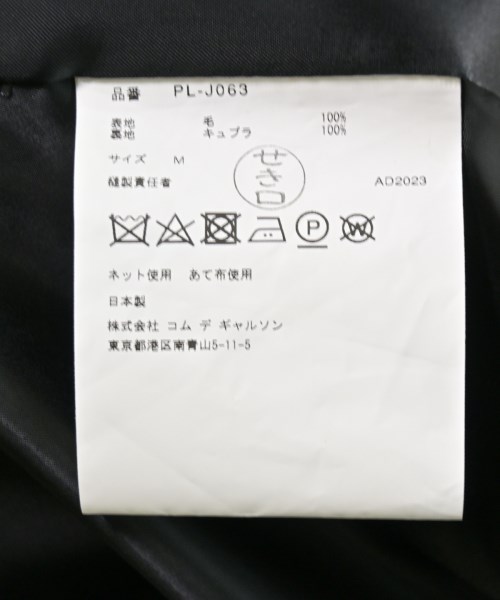 品番 PL-J063
表地 毛 100%
裏地 キュプラ 100%
サイズ M
縫製責任者 せき口 AD2023
P W
ネット使用 あて布使用
日本製
株式会社 コム デ ギャルソン
東京都港区南青山5-11-5